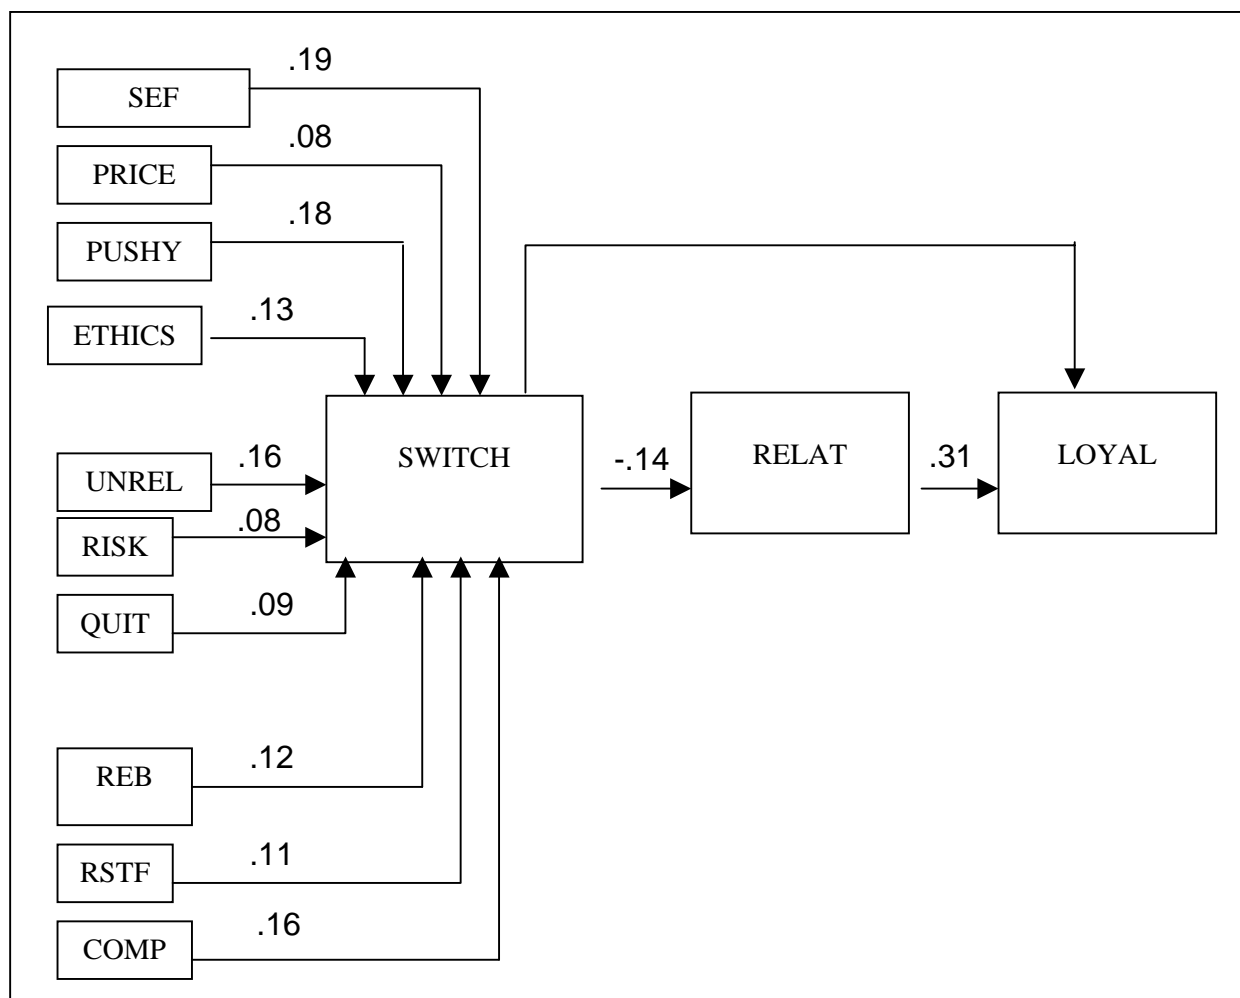 .19
SEF
.08
PRICE
.18
PUSHY
.13
ETHICS
.16
UNREL
SWITCH
-.14
RELAT
.31
LOYAL
.08
RISK
.09
QUIT
.12
REB
.11
RSTF
.16
COMP